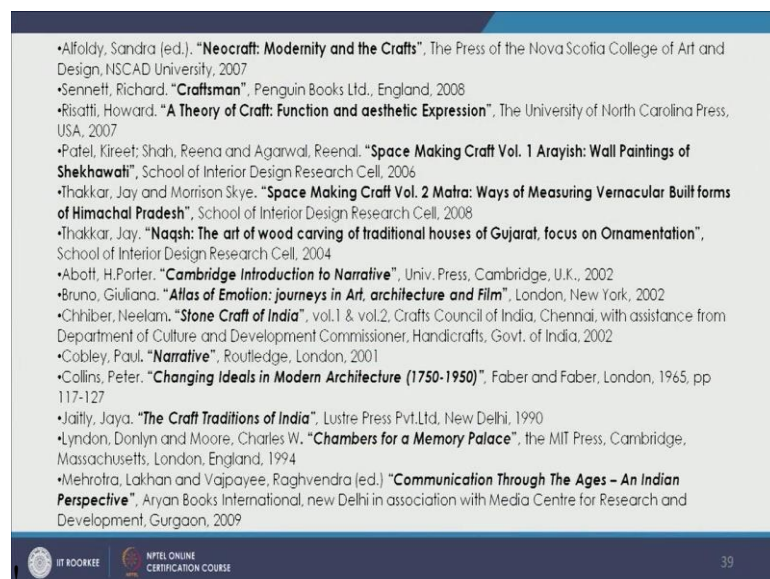 •Alfoldy, Sandra (ed.). “Neocraft: Modernity and the Crafts”, The Press of the Nova Scotia College of Art and
Design, NSCAD University, 2007
•Sennett, Richard. “Craftsman”, Penguin Books Ltd., England, 2008
•Risatti, Howard. “A Theory of Craft: Function and aesthetic Expression”, The University of North Carolina Press,
USA, 2007
•Patel, Kireet; Shah, Reena and Agarwal, Reenal. “Space Making Craft Vol. 1 Arayish: Wall Paintings of
Shekhawati”, School of Interior Design Research Cell, 2006
•Thakkar, Jay and Morrison Skye. “Space Making Craft Vol. 2 Matra: Ways of Measuring Vernacular Built forms
of Himachal Pradesh”, School of Interior Design Research Cell, 2008
•Thakkar, Jay. “Naqsh: The art of wood carving of traditional houses of Gujarat, focus on Ornamentation”,
School of Interior Design Research Cell, 2004
•Abott, H.Porter. “Cambridge Introduction to Narrative”, Univ. Press, Cambridge, U.K., 2002
•Bruno, Giuliana. “Atlas of Emotion: journeys in Art, architecture and Film”, London, New York, 2002
•Chhiber, Neelam. “Stone Craft of India”, vol.1 & vol.2, Crafts Council of India, Chennai, with assistance from
Department of Culture and Development Commissioner, Handicrafts, Govt. of India, 2002
•Cobley, Paul. “Narrative”, Routledge, London, 2001
•Collins, Peter. “Changing Ideals in Modern Architecture (1750-1950)”, Faber and Faber, London, 1965, pp
117-127
•Jaitly, Jaya. “The Craft Traditions of India”, Lustre Press Pvt.Ltd, New Delhi, 1990
•Lyndon, Donlyn and Moore, Charles W. “Chambers for a Memory Palace”, the MIT Press, Cambridge,
Massachusetts, London, England, 1994
•Mehrotra, Lakhan and Vajpayee, Raghvendra (ed.) “Communication Through The Ages – An Indian
Perspective”, Aryan Books International, new Delhi in association with Media Centre for Research and
Development, Gurgaon, 2009
IIT ROORKEE
NPTEL ONLINE
CERTIFICATION COURSE
39